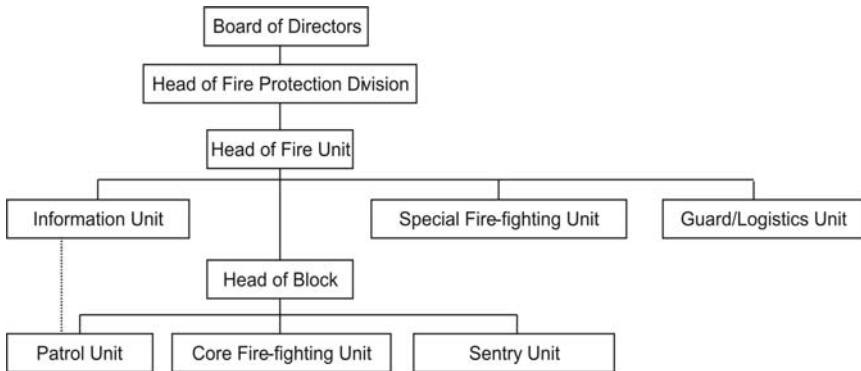 Board of Directors
Head of Fire Protection Division
Head of Fire Unit
Information Unit
Special Fire-fighting Unit
Guard/Logistics Unit
Head of Block
Patrol Unit
Core Fire-fighting Unit
Sentry Unit